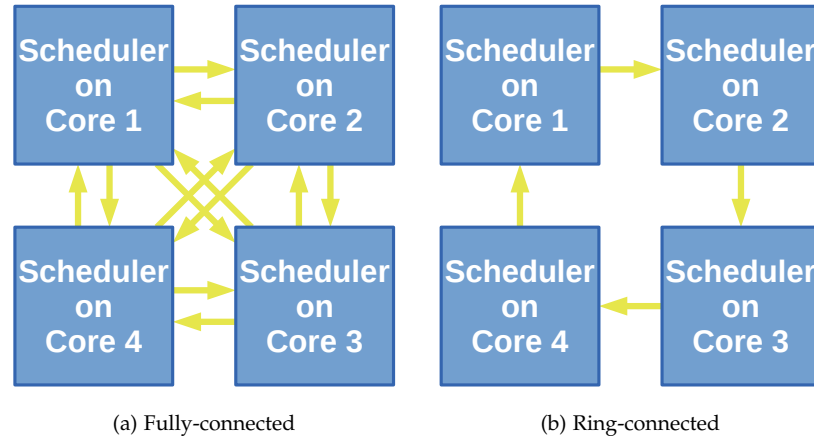 Scheduler
on
Core 1
Scheduler
on
Core 2
Scheduler
on
Core 4
Scheduler
on
Core 3
(a) Fully-connected
Scheduler
on
Core 1
Scheduler
on
Core 2
Scheduler
on
Core 4
Scheduler
on
Core 3
(b) Ring-connected